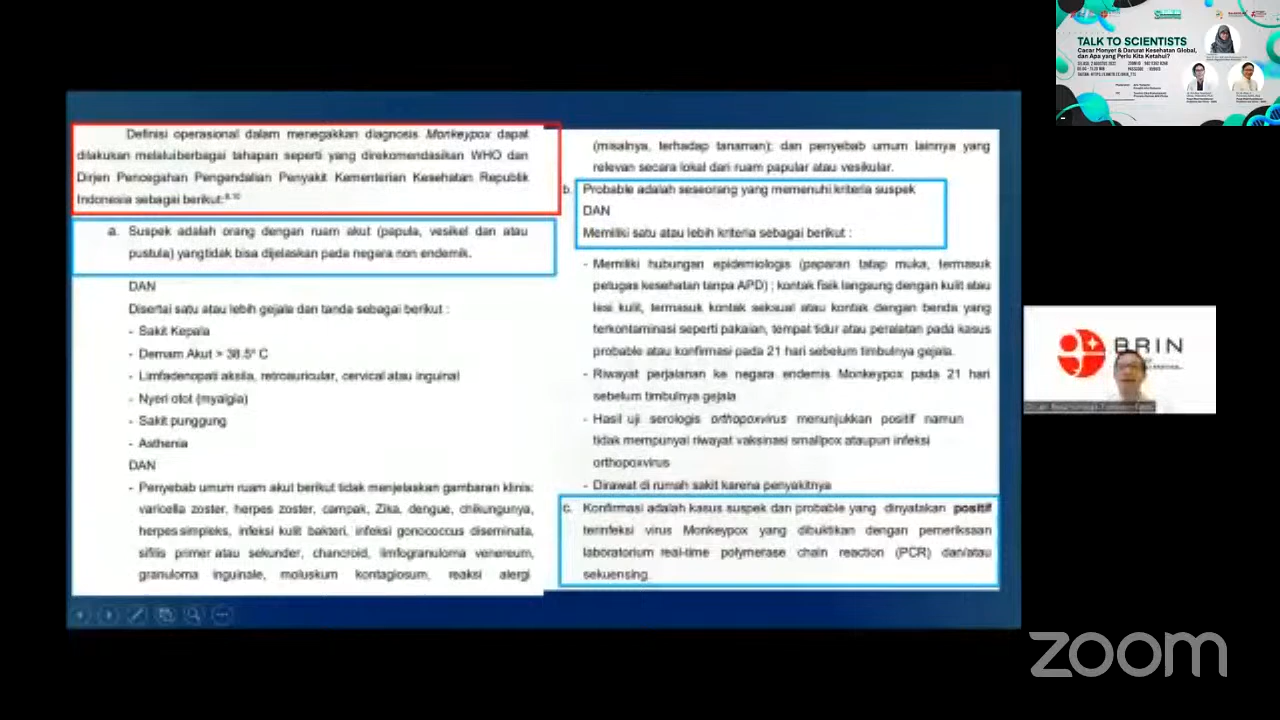 Definisi operasional dalam menegakkan diagnosis Monkeypox dapat
dilakukan melaluiberbagai tahapan seperti yang direkomendasikan WHO dan
Dirjen Pencegahan Pengendalian Penyakit Kementerian Kesehatan Republik
Indonesia sebagai berikut:
a. Suspek adalah orang dengan ruam akut (papula, vesikel dan atau
pustula) yangtidak bisa dijelaskan pada negara non endemik.
DAN
Disertai satu atau lebih gejala dan tanda sebagai berikut :
- Sakit Kepala
- Demam Akut > 38.5° C
- Limfadenopati aksila, retroauricular, cervical atau inguinal
- Nyeri otot (myalgia)
- Sakit punggung
- Asthenia
DAN
- Penyebab umum ruam akut berikut tidak menjelaskan gambaran klinis:
varicella zoster, herpes zoster, campak, Zika, dengue, chikungunya,
herpes simpleks, infeksi kulit bakteri, infeksi gonococcus diseminata,
sifilis primer atau sekunder, chancroid, limfogranuloma venereum,
granuloma inguinale, moluskum kontagiosum, reaksi alergi
(misalnya, terhadap tanaman); dan penyebab umum lainnya yang
relevan secara lokal dari ruam papular atau vesikular.
b. Probable adalah seseorang yang memenuhi kriteria suspek
DAN
Memiliki satu atau lebih kriteria sebagai berikut :
- Memiliki hubungan epidemiologis (paparan tatap muka, termasuk
petugas kesehatan tanpa APD) ; kontak fisik langsung dengan kulit atau
lesi kulit, termasuk kontak seksual atau kontak dengan benda yang
terkontaminasi seperti pakaian, tempat tidur atau peralatan pada kasus
probable atau konfirmasi pada 21 hari sebelum timbulnya gejala.
- Riwayat perjalanan ke negara endemis Monkeypox pada 21 hari
sebelum timbulnya gejala
- Hasil uji serologis orthopoxvirus menunjukkan positif namun
tidak mempunyai riwayat vaksinasi smallpox ataupun infeksi
orthopoxvirus
- Dirawat di rumah sakit karena penyakitnya
c. Konfirmasi adalah kasus suspek dan probable yang dinyatakan positif
terinfeksi virus Monkeypox yang dibuktikan dengan pemeriksaan
laboratorium real-time polymerase chain reaction (PCR) dan/atau
sekuensing.
TALK TO SCIENTISTS
Cacar Monyet & Darurat Kesehatan Global,
dan Apa yang Perlu Kita Ketahui?
BRIN
zoom